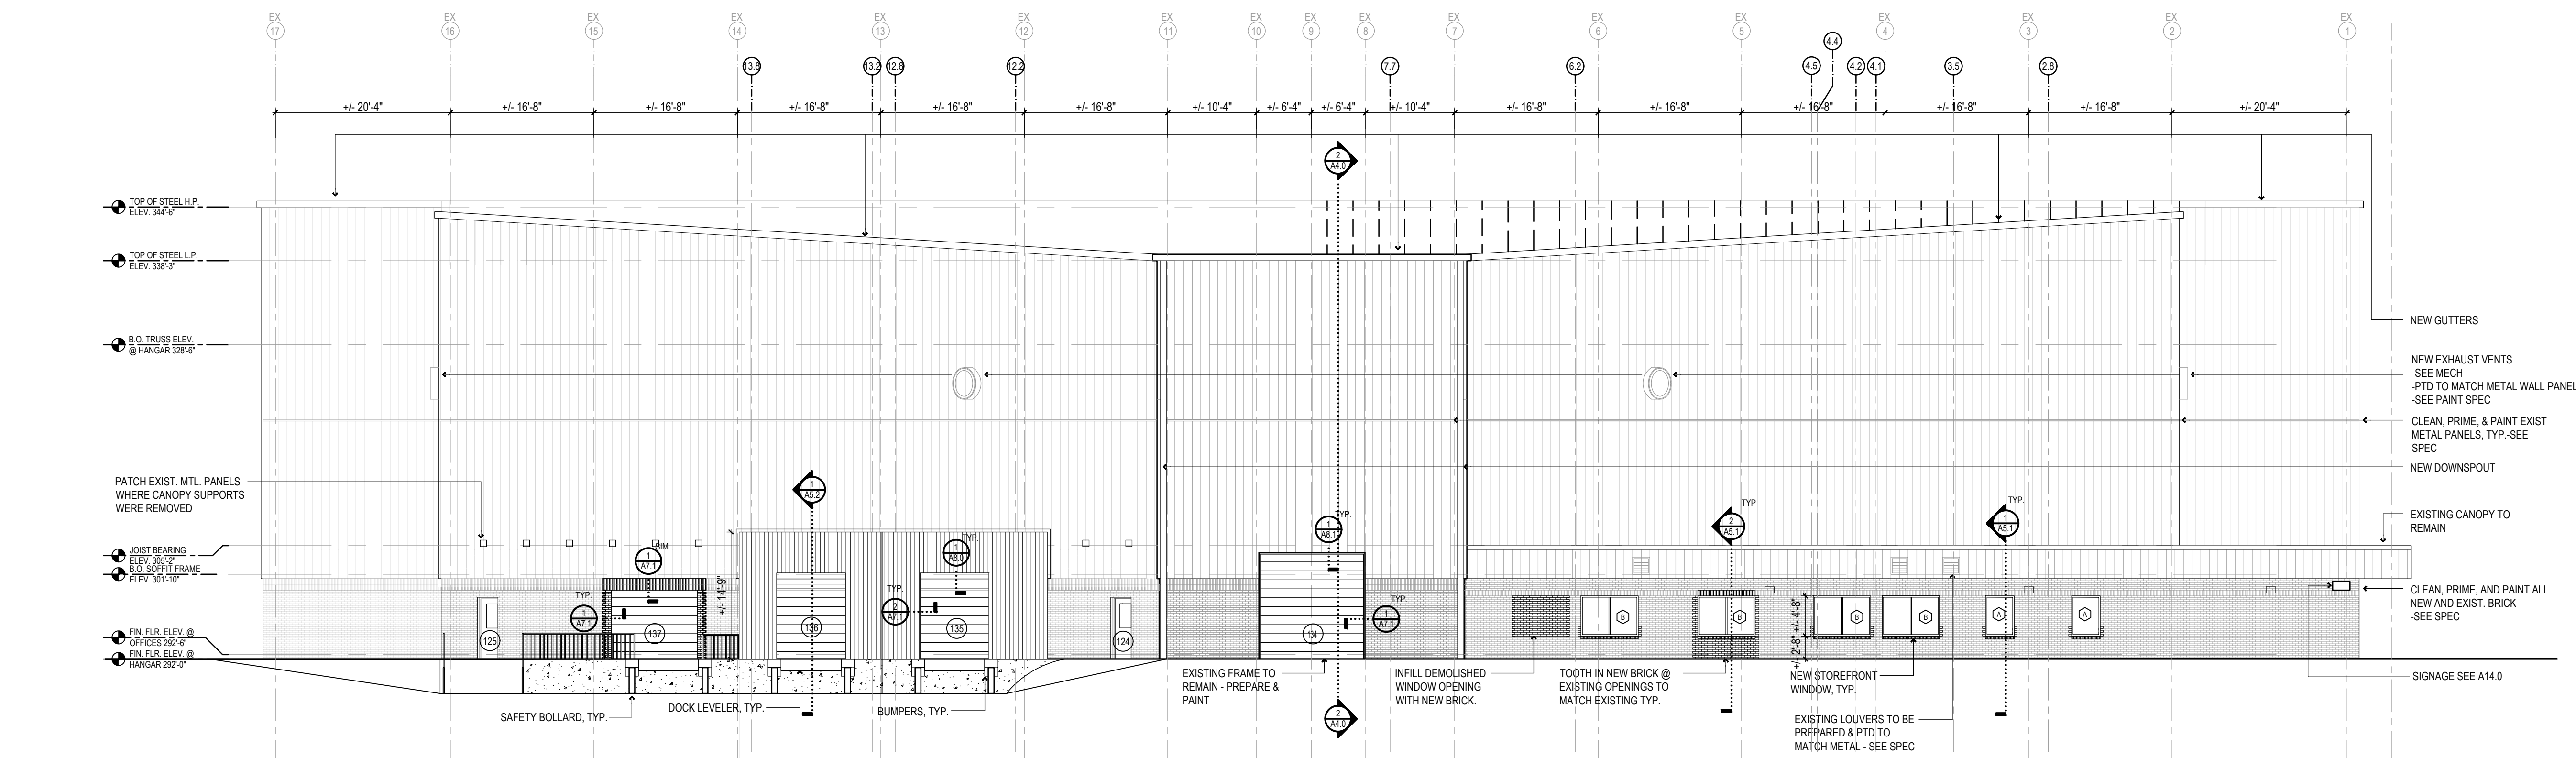 EX EX EX EX EX EX EX EX EX EX EX EX EX EX EX EX EX
17 16 15 14 13 12 11 10 9 8 7 6 5 4 3 2 1
4.4
13.8 13.2 12.8 12.2 7.7 6.2 4.5 4.2 4.1 3.5 2.8
+/- 20'-4" +/- 16'-8" +/- 16'-8" +/- 16'-8" +/- 16'-8" +/- 16'-8" +/- 10'-4" +/- 6'-4" +/- 6'-4" +/- 10'-4" +/- 16'-8" +/- 16'-8" +/- 16'-8" +/- 16'-8" +/- 16'-8" +/- 20'-4"
2
A4.0
TOP OF STEEL H.P.
ELEV. 344'-6"
TOP OF STEEL L.P.
ELEV. 338'-3"
B.O. TRUSS ELEV.
@ HANGAR 328'-6"
NEW GUTTERS
NEW EXHAUST VENTS
-SEE MECH
-PTD TO MATCH METAL WALL PANEL
-SEE PAINT SPEC
CLEAN, PRIME, & PAINT EXIST
METAL PANELS, TYP.-SEE
SPEC
NEW DOWNSPOUT
PATCH EXIST. MTL. PANELS
WHERE CANOPY SUPPORTS
WERE REMOVED
1
A5.2
TYP.
1
A8.1
TYP
2
A5.1
TYP.
1
A5.1
EXISTING CANOPY TO
REMAIN
JOIST BEARING
ELEV. 305'-2"
B.O. SOFFIT FRAME
ELEV. 301'-10"
SIM.
1
A7.1
TYP.
1
A8.0
+/- 14'-9"
TYP.
1
A7.1
TYP.
2
A7.1
TYP.
1
A7.1
CLEAN, PRIME, AND PAINT ALL
NEW AND EXIST. BRICK
-SEE SPEC
125 137 136 135 124 134
B B B B A A
+/- 4'-8"
+/- 2'-8"
FIN. FLR. ELEV. @
OFFICES 292'-6"
FIN. FLR. ELEV. @
HANGAR 292'-0"
EXISTING FRAME TO
REMAIN - PREPARE &
PAINT
INFILL DEMOLISHED
WINDOW OPENING
WITH NEW BRICK.
TOOTH IN NEW BRICK @
EXISTING OPENINGS TO
MATCH EXISTING TYP.
NEW STOREFRONT
WINDOW, TYP.
SIGNAGE SEE A14.0
SAFETY BOLLARD, TYP.
DOCK LEVELER, TYP.
BUMPERS, TYP.
2
A4.0
EXISTING LOUVERS TO BE
PREPARED & PTD TO
MATCH METAL - SEE SPEC